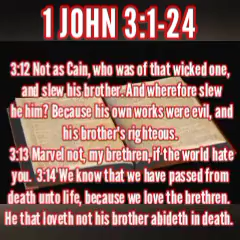 1 JOHN 3:1-24
3:12 Not as Cain, who was of that wicked one,
and slew his brother. And wherefore slew
he him? Because his own works were evil, and
his brother's righteous.
3:13 Marvel not, my brethren, if the world hate
you. 3:14 We know that we have passed from
death unto life, because we love the brethren.
He that loveth not his brother abideth in death.